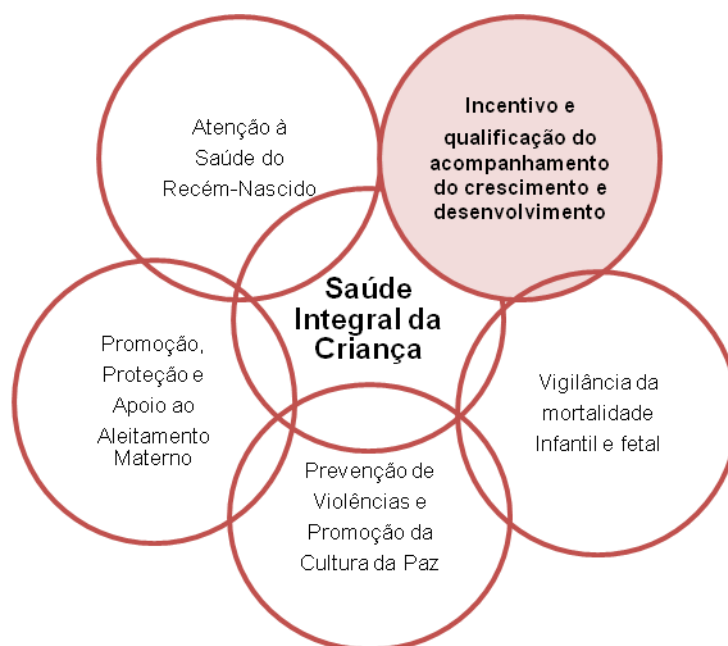 Atenção à
Saúde do
Recém-Nascido
Incentivo e
qualificação do
acompanhamento
do crescimento e
desenvolvimento
Saúde
Integral da
Criança
Promoção,
Proteção e
Apoio ao
Aleitamento
Materno
Vigilância da
mortalidade
Infantil e fetal
Prevenção de
Violências e
Promoção da
Cultura da Paz